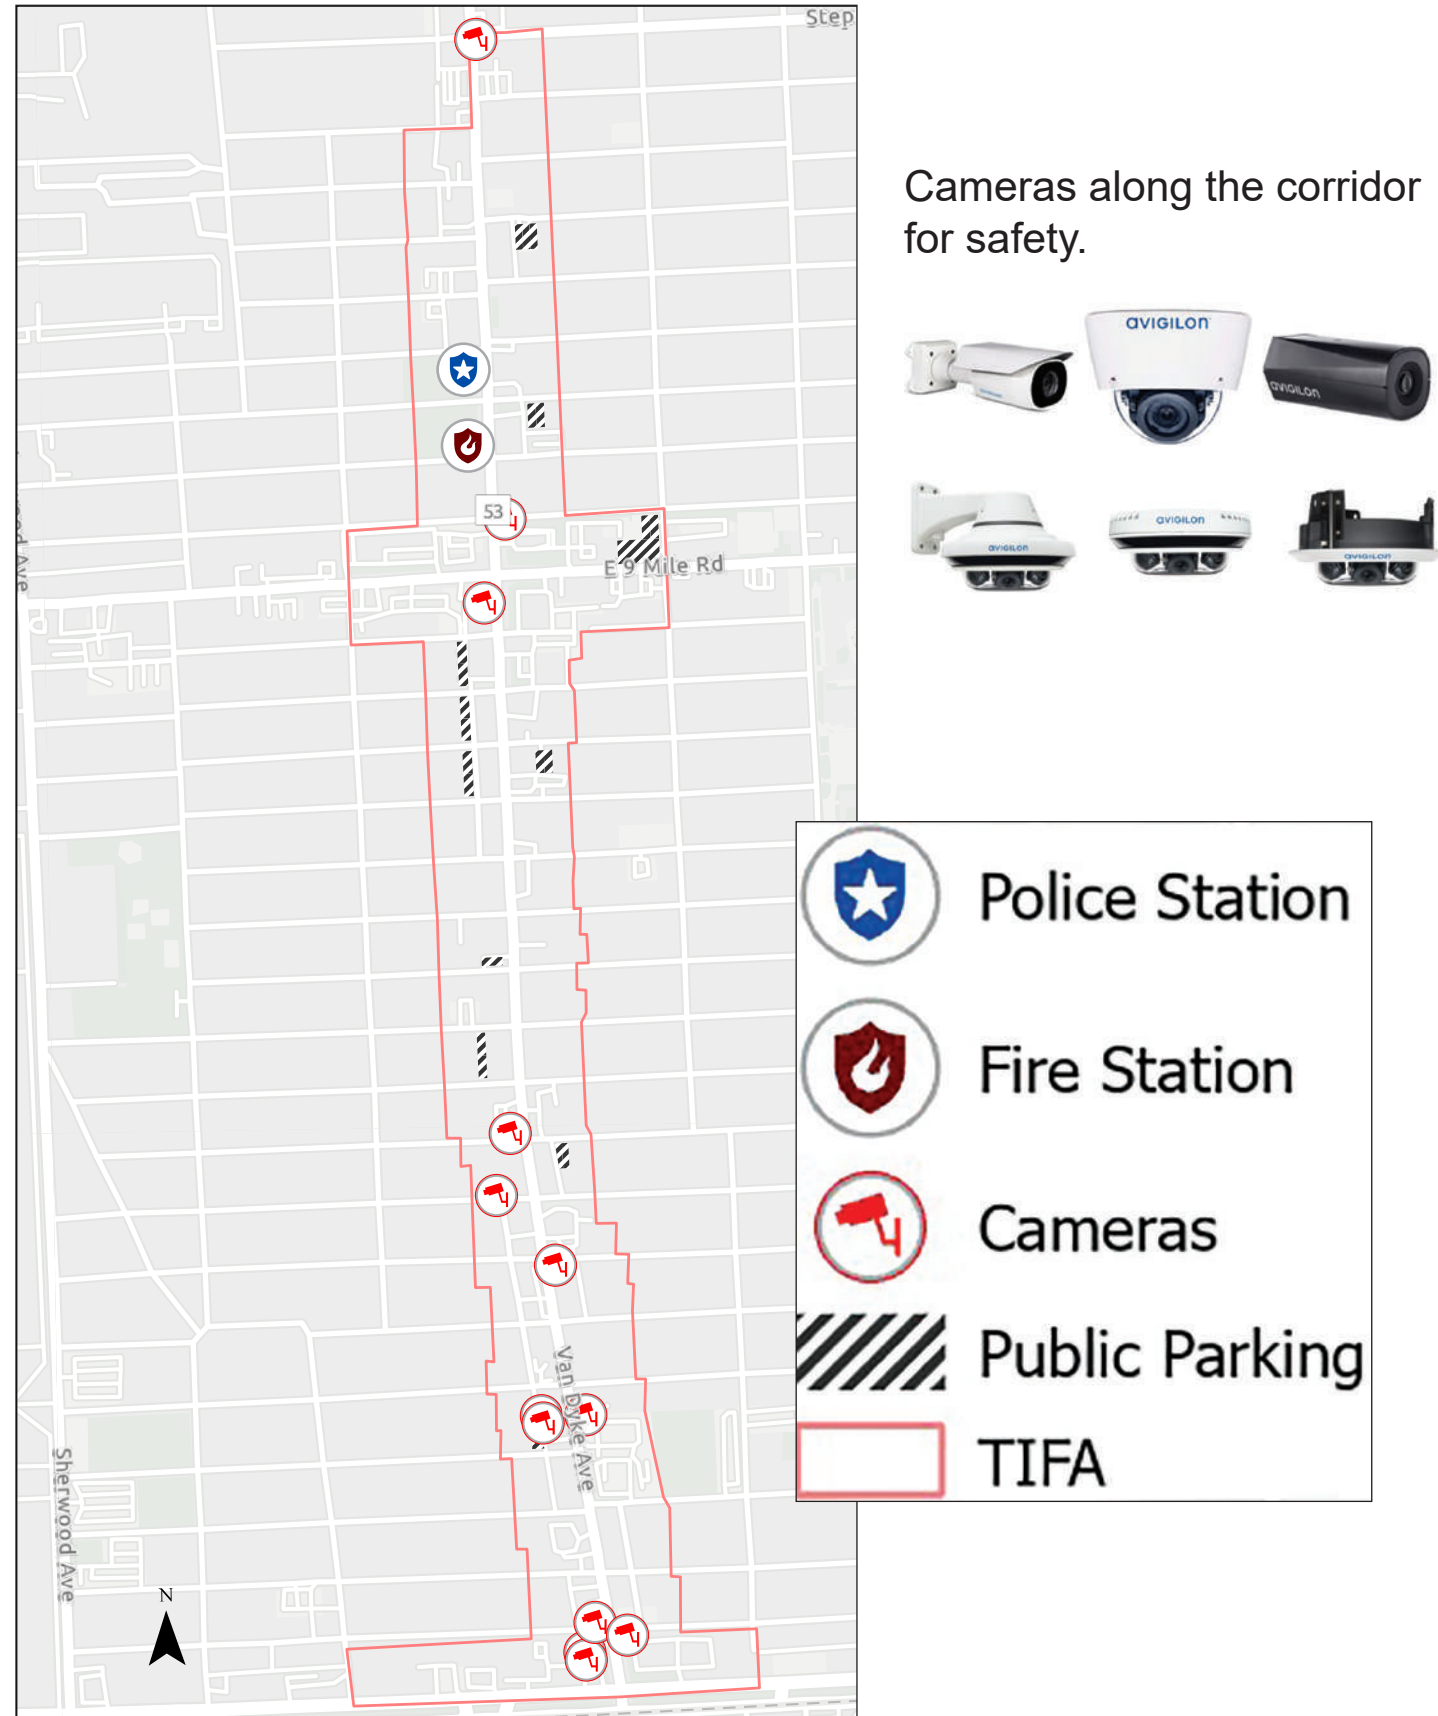 Step
Cameras along the corridor
for safety.
avigilon
avigilon
avigilon
avigilon
avigilon
53
E 9 Mile Rd
Ave
Police Station
Fire Station
Cameras
Public Parking
TIFA
Van Dyke Ave
Sherwood Ave
N